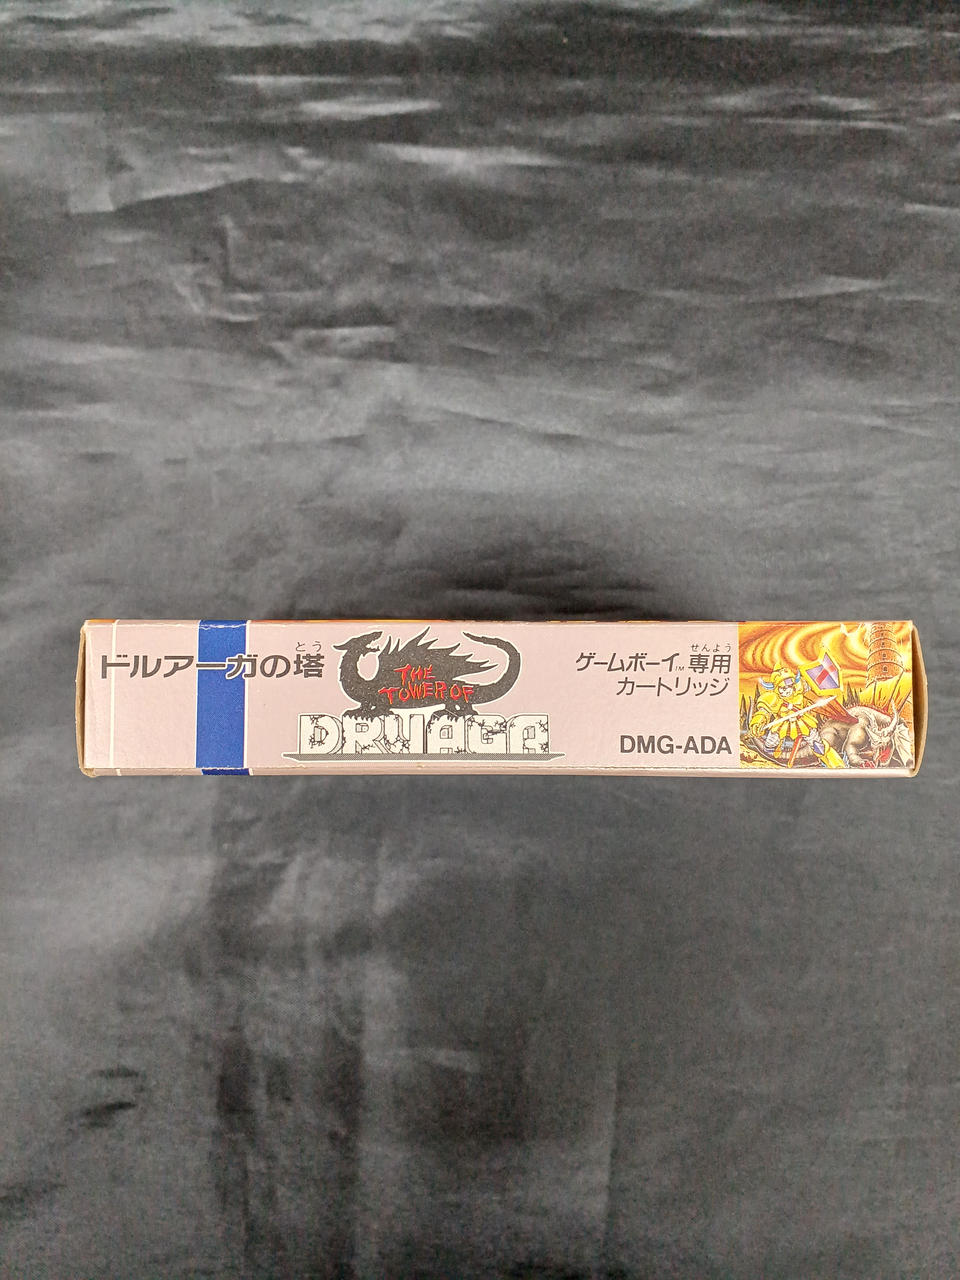 ドルアーガの塔
とう
THE
TOWER OF
DRUAGA
ゲームボーイ™専用
せんよう
カートリッジ
DMG-ADA